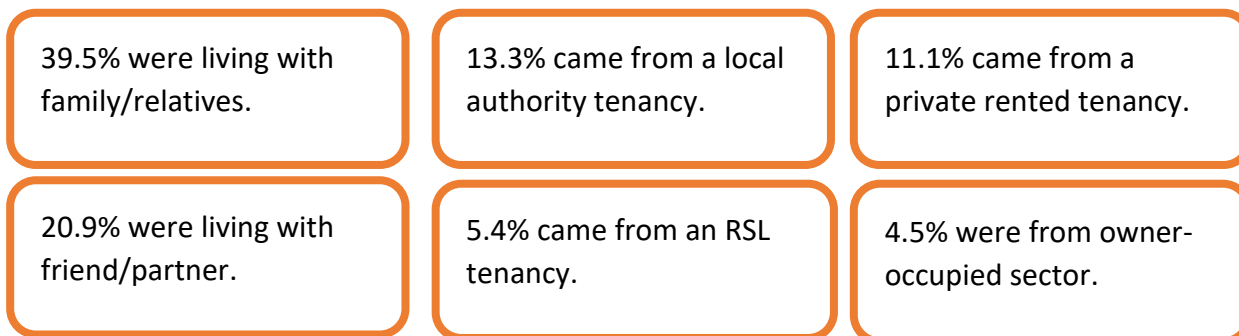 39.5% were living with
family/relatives.
13.3% came from a local
authority tenancy.
11.1% came from a
private rented tenancy.
20.9% were living with
friend/partner.
5.4% came from an RSL
tenancy.
4.5% were from owner-
occupied sector.